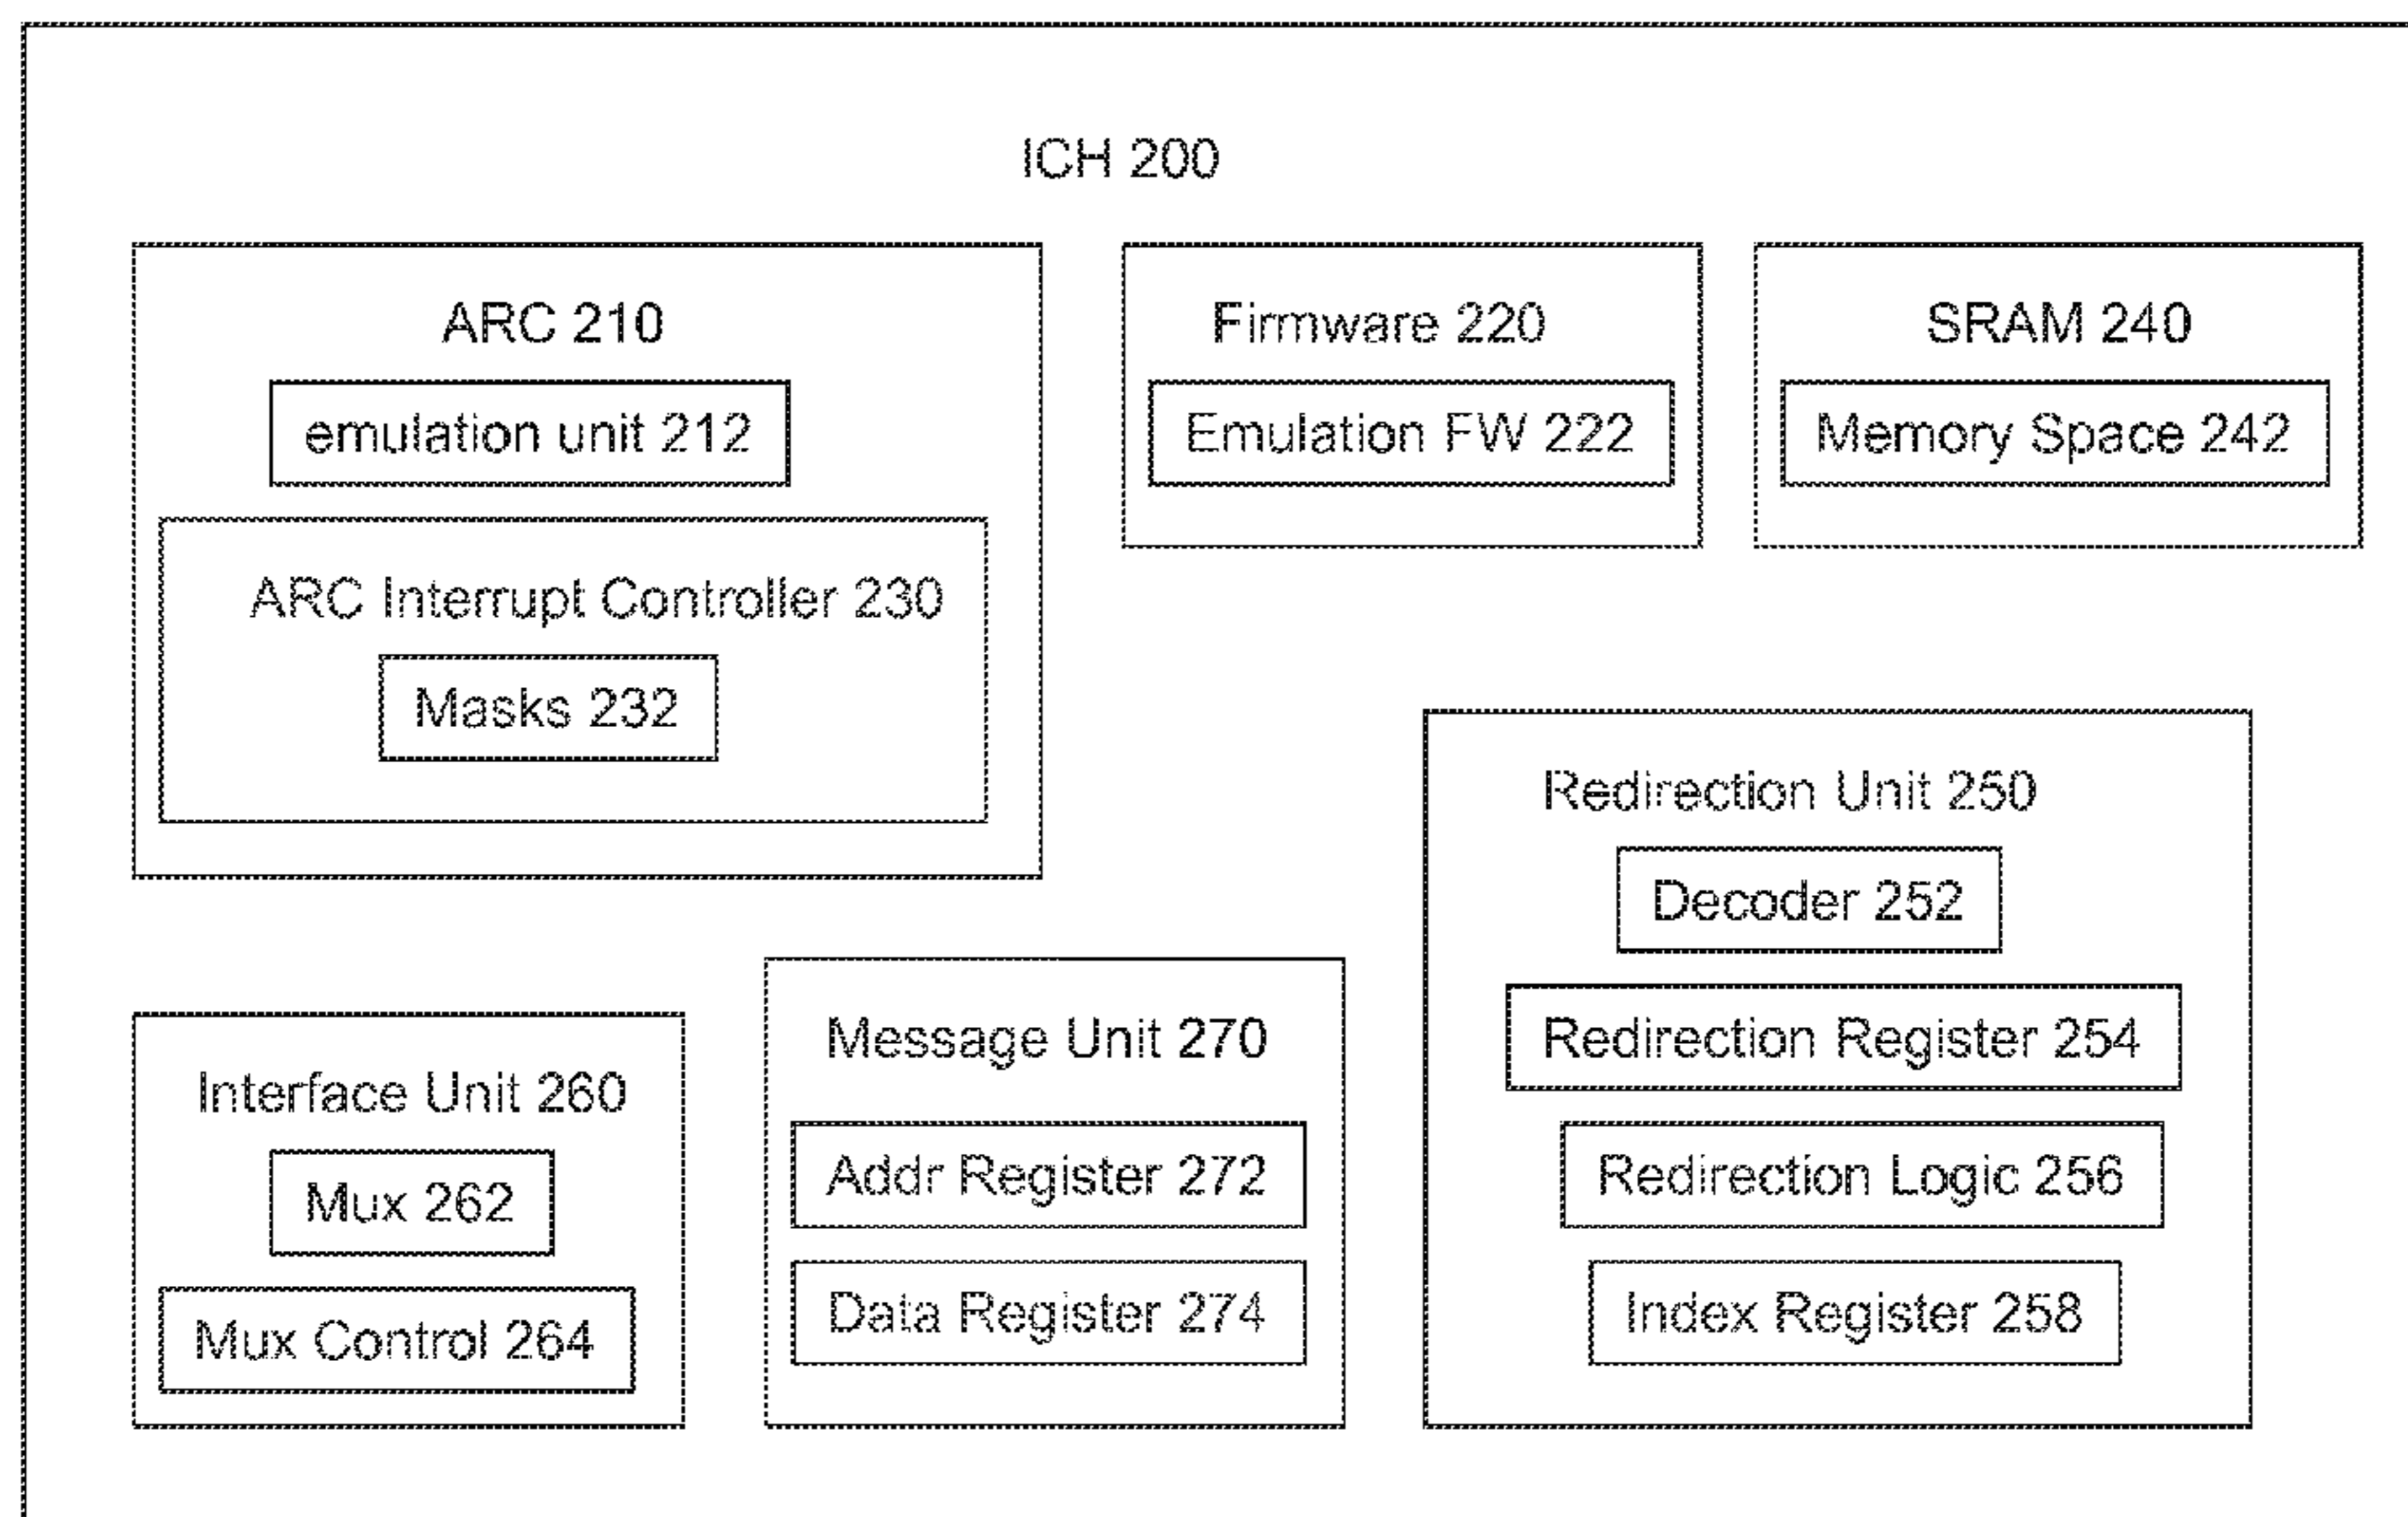 ICH 200
ARC 210
emulation unit 212
ARC Interrupt Controller 230
Masks 232
Firmware 220
Emulation FW 222
SRAM 240
Memory Space 242
Redirection Unit 250
Decoder 252
Redirection Register 254
Redirection Logic 256
Index Register 258
Interface Unit 260
Mux 262
Mux Control 264
Message Unit 270
Addr Register 272
Data Register 274